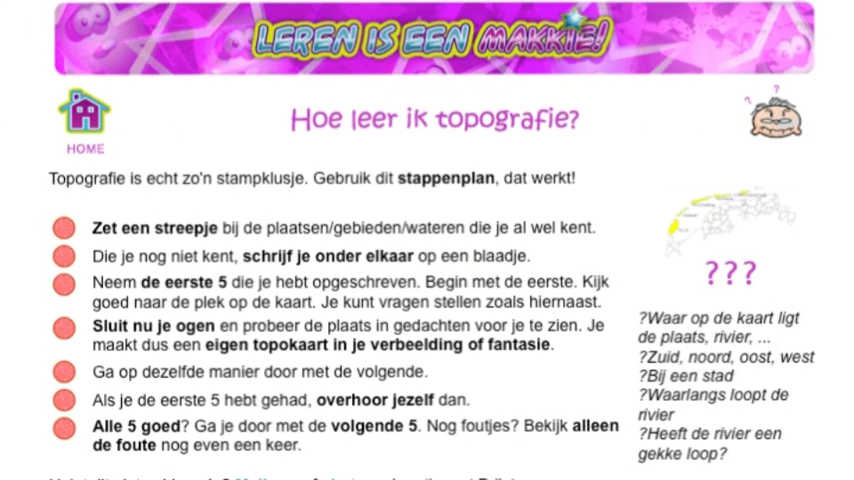 LEREN IS EEN MAKKIE!
Hoe leer ik topografie?
HOME
Topografie is echt zo'n stampklusje. Gebruik dit stappenplan, dat werkt!
Zet een streepje bij de plaatsen/gebieden/wateren die je al wel kent.
Die je nog niet kent, schrijf je onder elkaar op een blaadje.
Neem de eerste 5 die je hebt opgeschreven. Begin met de eerste. Kijk
goed naar de plek op de kaart. Je kunt vragen stellen zoals hiernaast.
Sluit nu je ogen en probeer de plaats in gedachten voor je te zien. Je
maakt dus een eigen topokaart in je verbeelding of fantasie.
Ga op dezelfde manier door met de volgende.
Als je de eerste 5 hebt gehad, overhoor jezelf dan.
Alle 5 goed? Ga je door met de volgende 5. Nog foutjes? Bekijk alleen
de foute nog even een keer.
???
?Waar op de kaart ligt
de plaats, rivier, ...
?Zuid, noord, oost, west
?Bij een stad
?Waarlangs loopt de
rivier
?Heeft de rivier een
gekke loop?